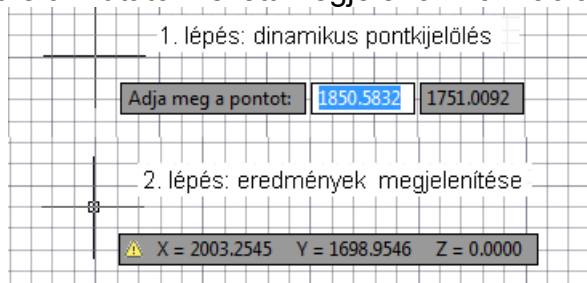 1. lépés: dinamikus pontkijelölés
Adja meg a pontot: 1850.5832 1751.0092
2. lépés: eredmények megjelenítése
X = 2003.2545 Y = 1698.9546 Z = 0.0000